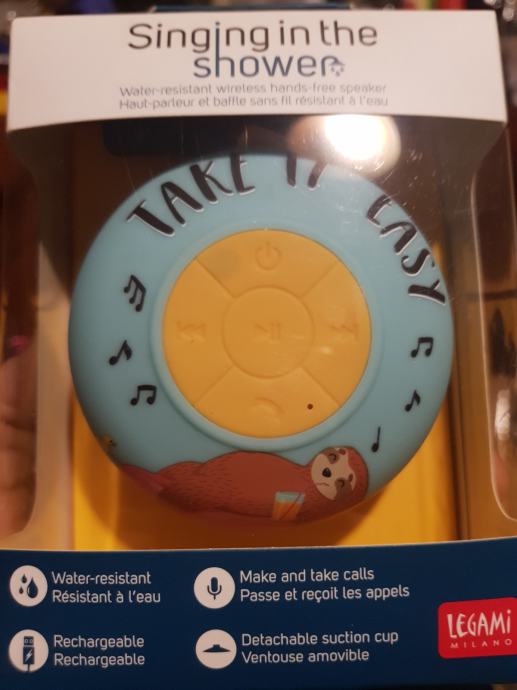 Singing in the
shower
Water-resistant wireless hands-free speaker
Haut-parleur et baffle sans fil résistant à l'eau
TAKE IT EASY
Water-resistant
Résistant à l'eau
Make and take calls
Passe et reçoit les appels
Rechargeable
Rechargeable
Detachable suction cup
Ventouse amovible
LEGAMI
MILANO